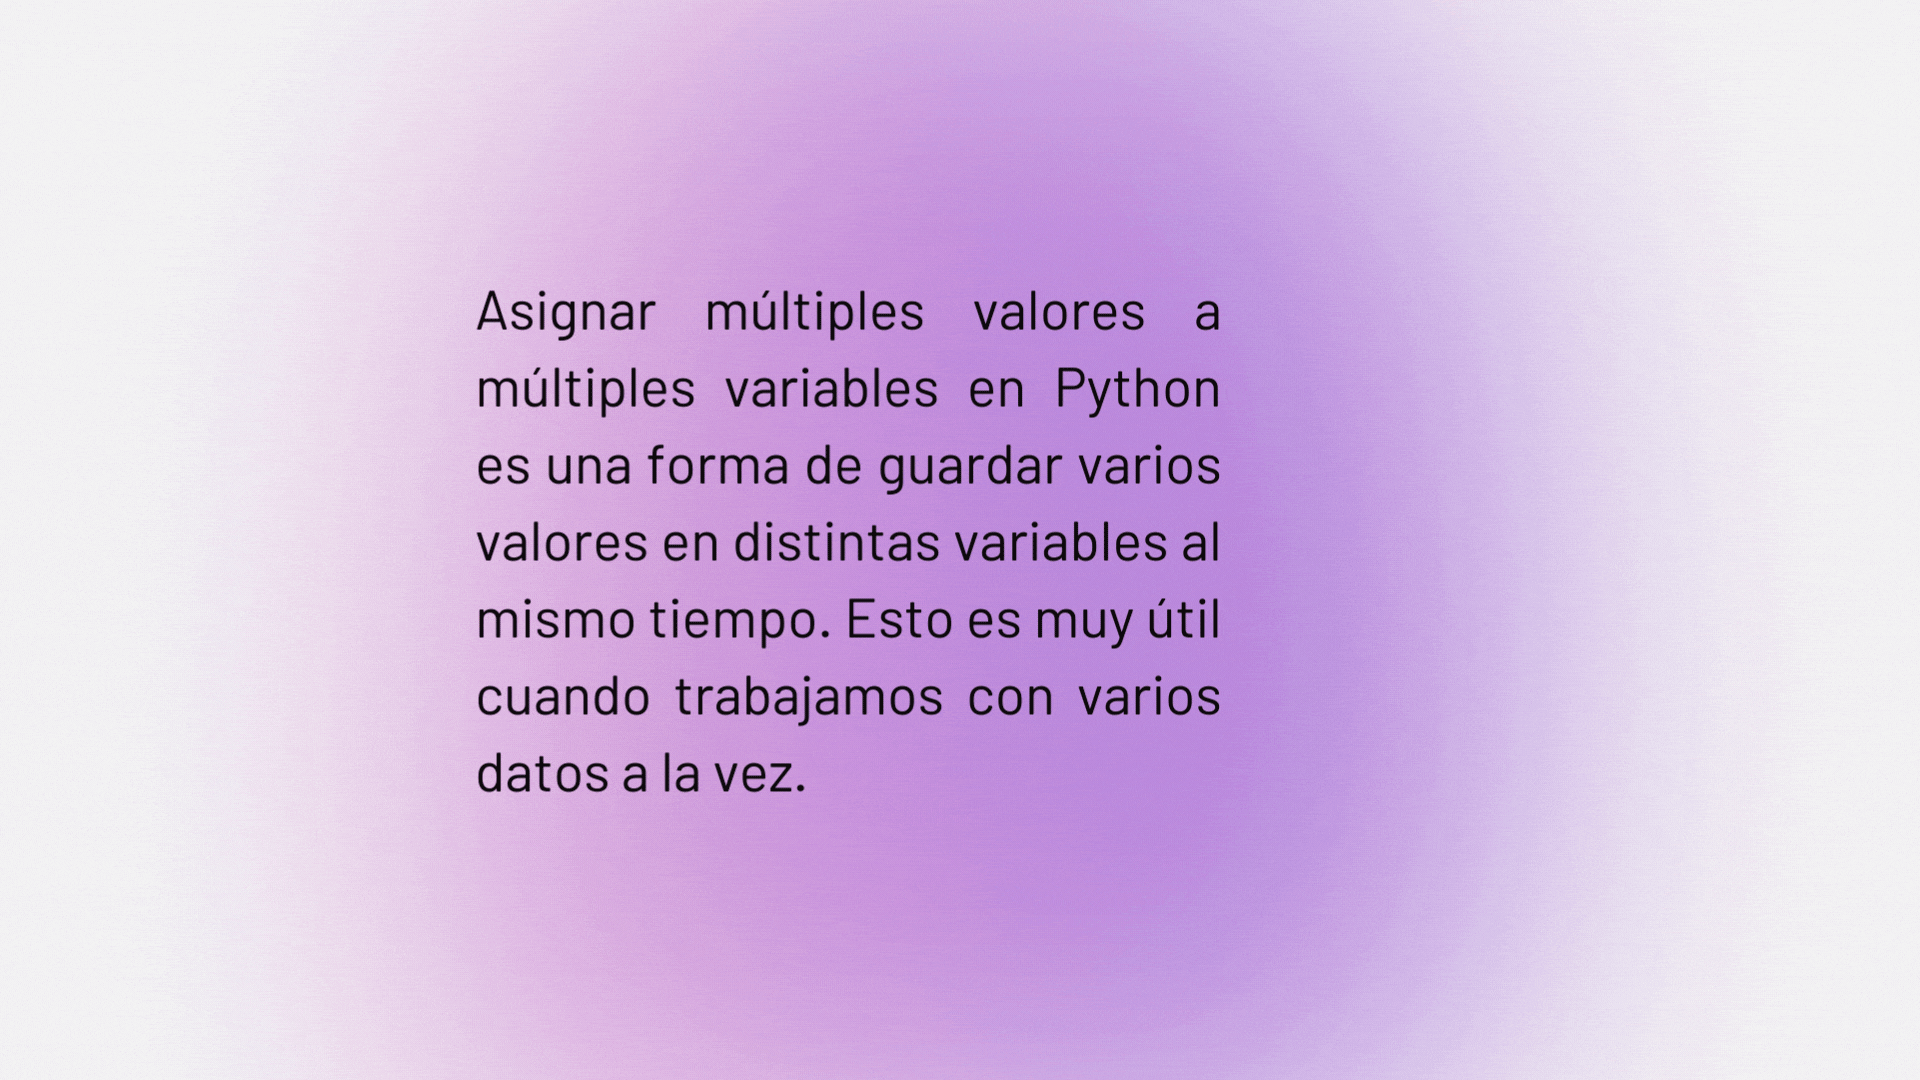 Asignar múltiples valores a
múltiples variables en Python
es una forma de guardar varios
valores en distintas variables al
mismo tiempo. Esto es muy útil
cuando trabajamos con varios
datos a la vez.